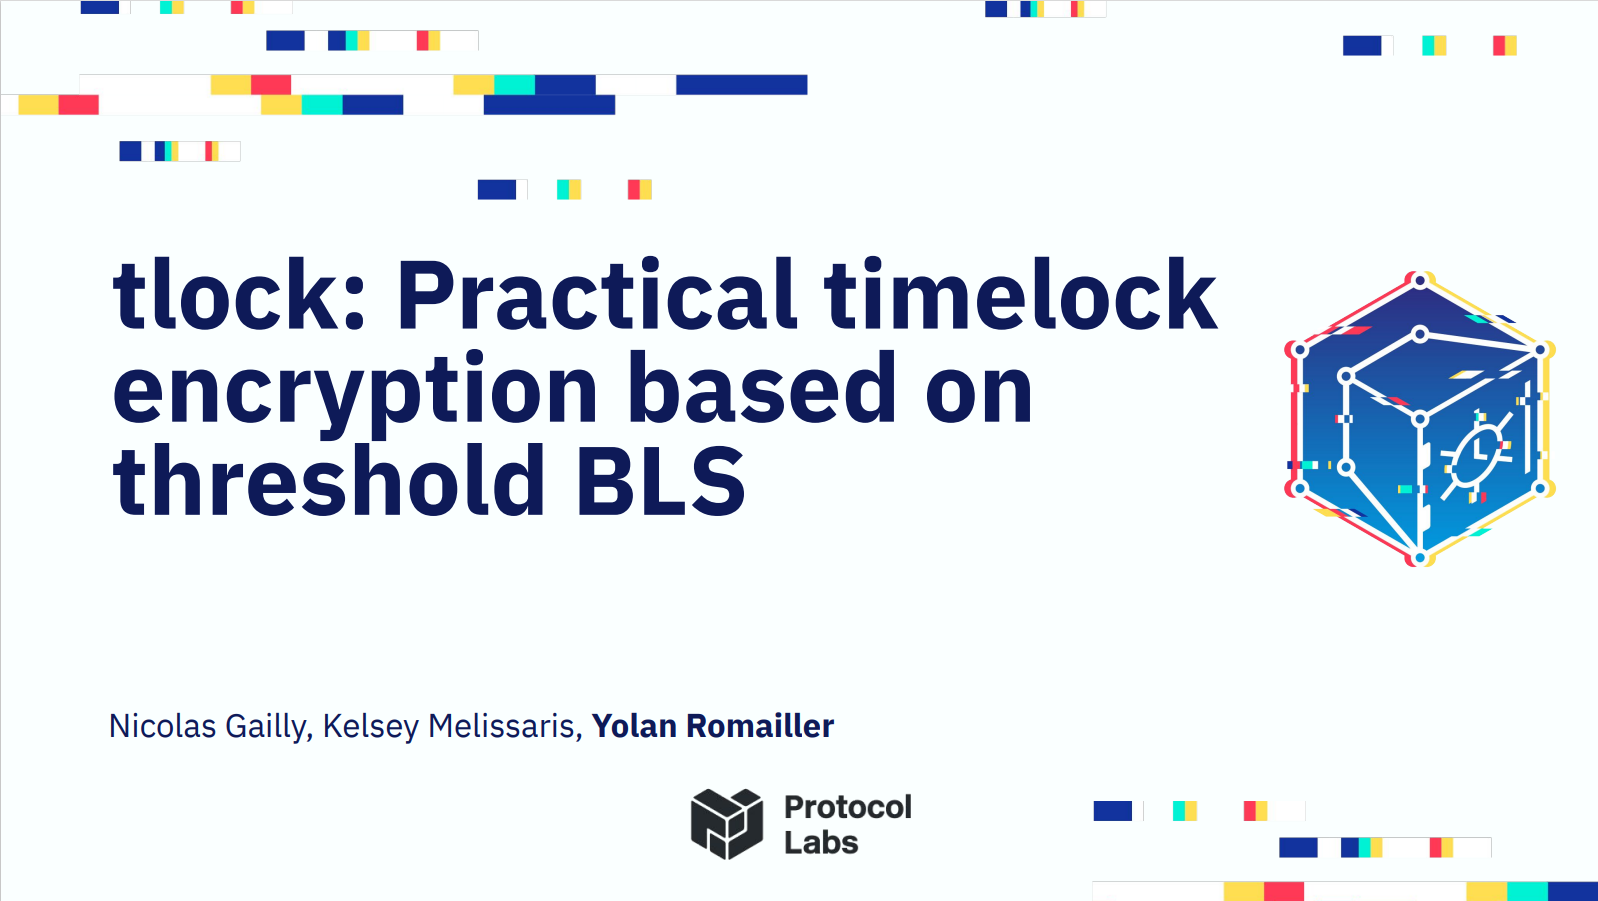 tlock: Practical timelock
encryption based on
threshold BLS
Nicolas Gailly, Kelsey Melissaris, Yolan Romailler
Protocol
Labs